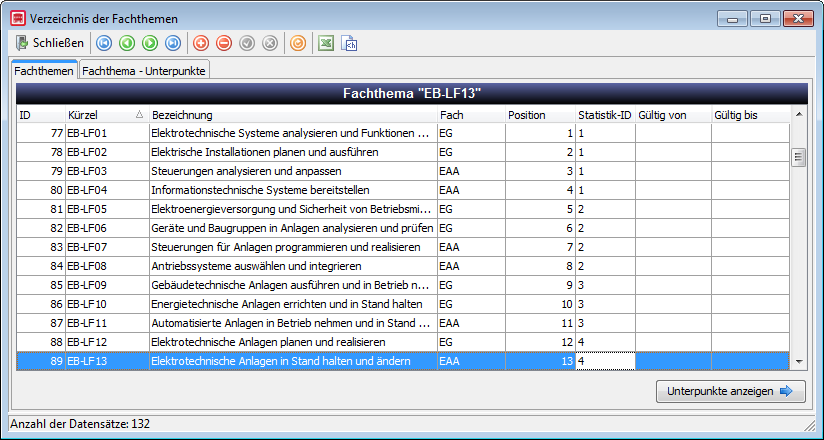 Verzeichnis der Fachthemen
Schließen
Fachthemen Fachthema - Unterpunkte
Fachthema "EB-LF13"
ID Kürzel Bezeichnung Fach Position Statistik-ID Gültig von Gültig bis
77 EB-LF01 Elektrotechnische Systeme analysieren und Funktionen ... EG 1 1
78 EB-LF02 Elektrische Installationen planen und ausführen EG 2 1
79 EB-LF03 Steuerungen analysieren und anpassen EAA 3 1
80 EB-LF04 Informationstechnische Systeme bereitstellen EAA 4 1
81 EB-LF05 Elektroenergieversorgung und Sicherheit von Betriebsmi... EG 5 2
82 EB-LF06 Geräte und Baugruppen in Anlagen analysieren und prüfen EG 6 2
83 EB-LF07 Steuerungen für Anlagen programmieren und realisieren EAA 7 2
84 EB-LF08 Antriebssysteme auswählen und integrieren EAA 8 2
85 EB-LF09 Gebäudetechnische Anlagen ausführen und in Betrieb n... EG 9 3
86 EB-LF10 Energietechnische Anlagen errichten und in Stand halten EG 10 3
87 EB-LF11 Automatisierte Anlagen in Betrieb nehmen und in Stand ... EAA 11 3
88 EB-LF12 Elektrotechnische Anlagen planen und realisieren EG 12 4
89 EB-LF13 Elektrotechnische Anlagen in Stand halten und ändern EAA 13 4
Unterpunkte anzeigen
Anzahl der Datensätze: 132